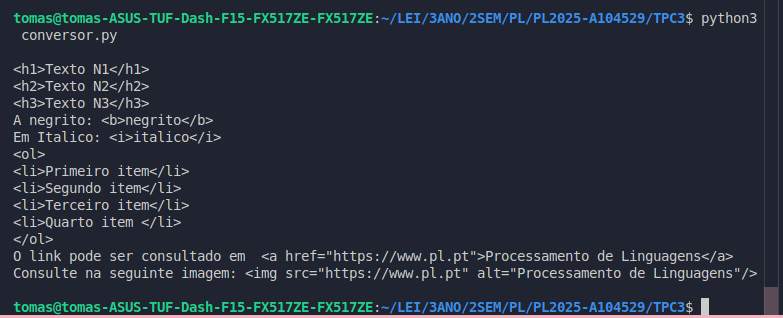 tomas@tomas-ASUS-TUF-Dash-F15-FX517ZE-FX517ZE:~/LEI/3ANO/2SEM/PL/PL2025-A104529/TPC3$ python3
conversor.py
<h1>Texto N1</h1>
<h2>Texto N2</h2>
<h3>Texto N3</h3>
A negrito: <b>negrito</b>
Em Italico: <i>italico</i>
<ol>
<li>Primeiro item</li>
<li>Segundo item</li>
<li>Terceiro item</li>
<li>Quarto item </li>
</ol>
O link pode ser consultado em  <a href="https://www.pl.pt">Processamento de Linguagens</a>
Consulte na seguinte imagem: <img src="https://www.pl.pt" alt="Processamento de Linguagens"/>
tomas@tomas-ASUS-TUF-Dash-F15-FX517ZE-FX517ZE:~/LEI/3ANO/2SEM/PL/PL2025-A104529/TPC3$